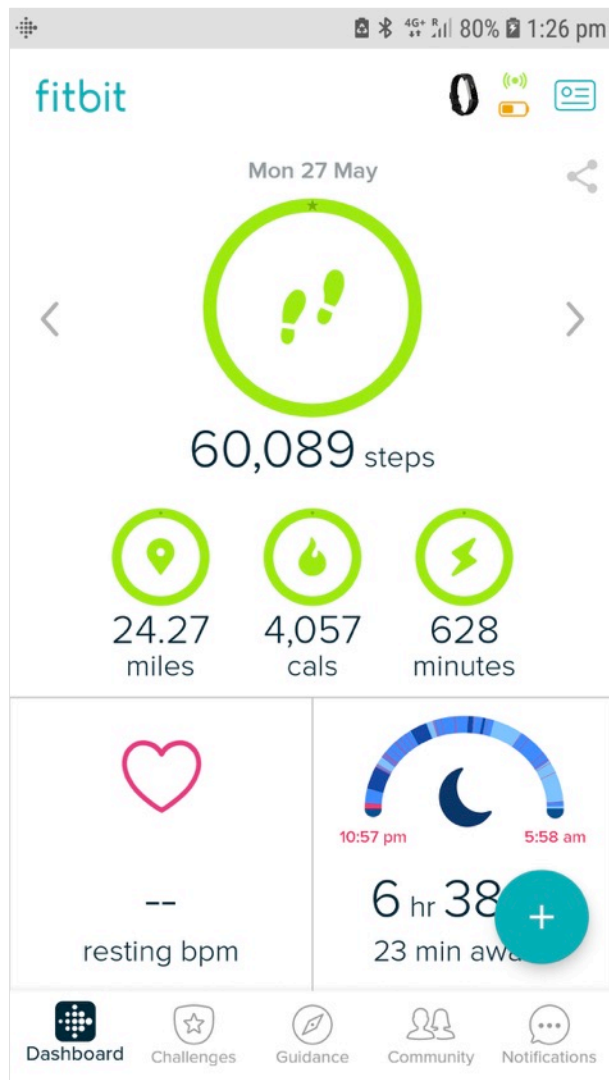 4G+ R 80% 1:26 pm
fitbit
Mon 27 May
60,089 steps
24.27 4,057 628
miles cals minutes
10:57 pm 5:58 am
-- 6 hr 38
resting bpm 23 min
Dashboard Challenges Guidance Community Notifications